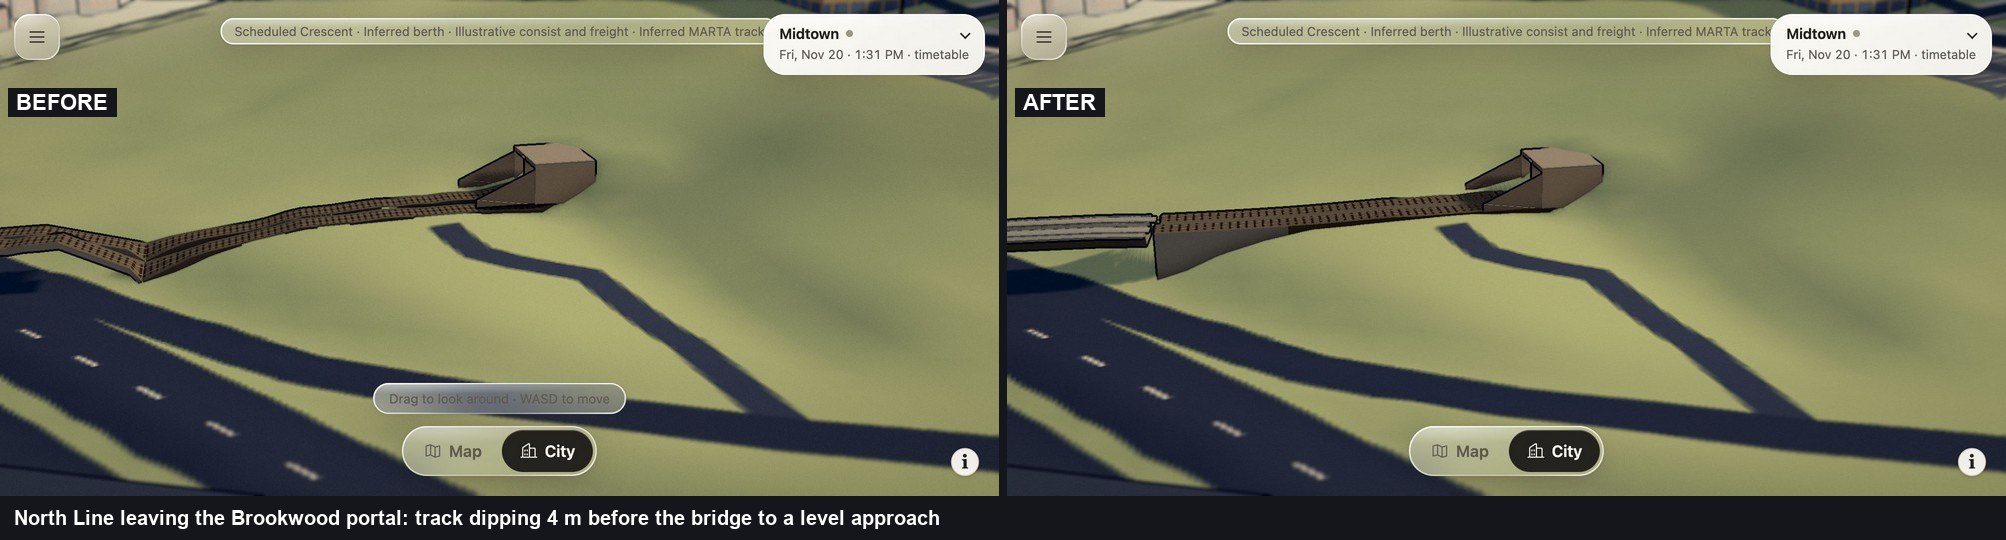 Scheduled Crescent · Inferred berth · Illustrative consist and freight · Inferred MARTA track
Midtown
Fri, Nov 20 · 1:31 PM · timetable
BEFORE
Drag to look around · WASD to move
Map
City
i
Scheduled Crescent · Inferred berth · Illustrative consist and freight · Inferred MARTA track
Midtown
Fri, Nov 20 · 1:31 PM · timetable
AFTER
Map
City
i
North Line leaving the Brookwood portal: track dipping 4 m before the bridge to a level approach